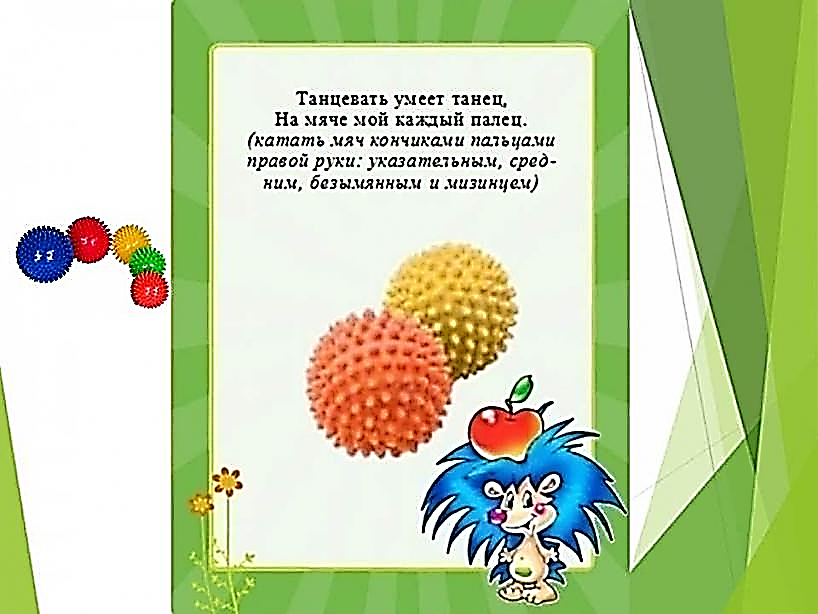 Танцевать умеет танец,
На мяче мой каждый палец.
(катать мяч кончиками пальцами
правой руки: указательным, сред-
ним, безымянным и мизинцем)